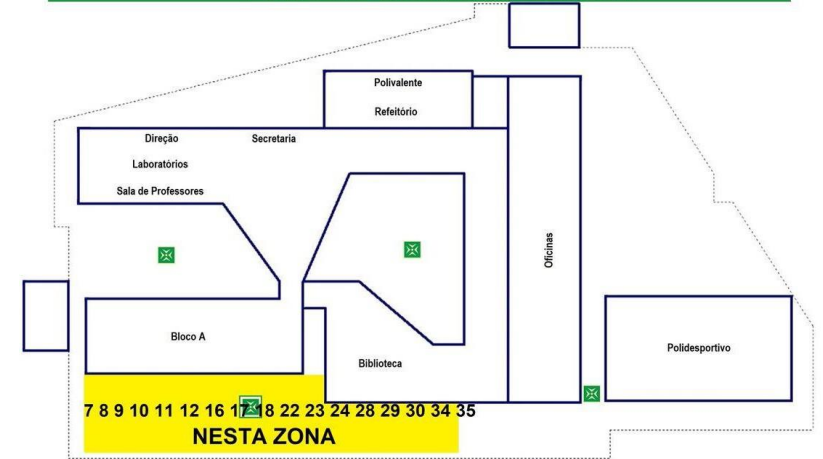 Polivalente
Refeitório
Direção
Secretaria
Laboratórios
Sala de Professores
Oficinas
Bloco A
Biblioteca
Polidesportivo
7 8 9 10 11 12 16 17 18 22 23 24 28 29 30 34 35
NESTA ZONA